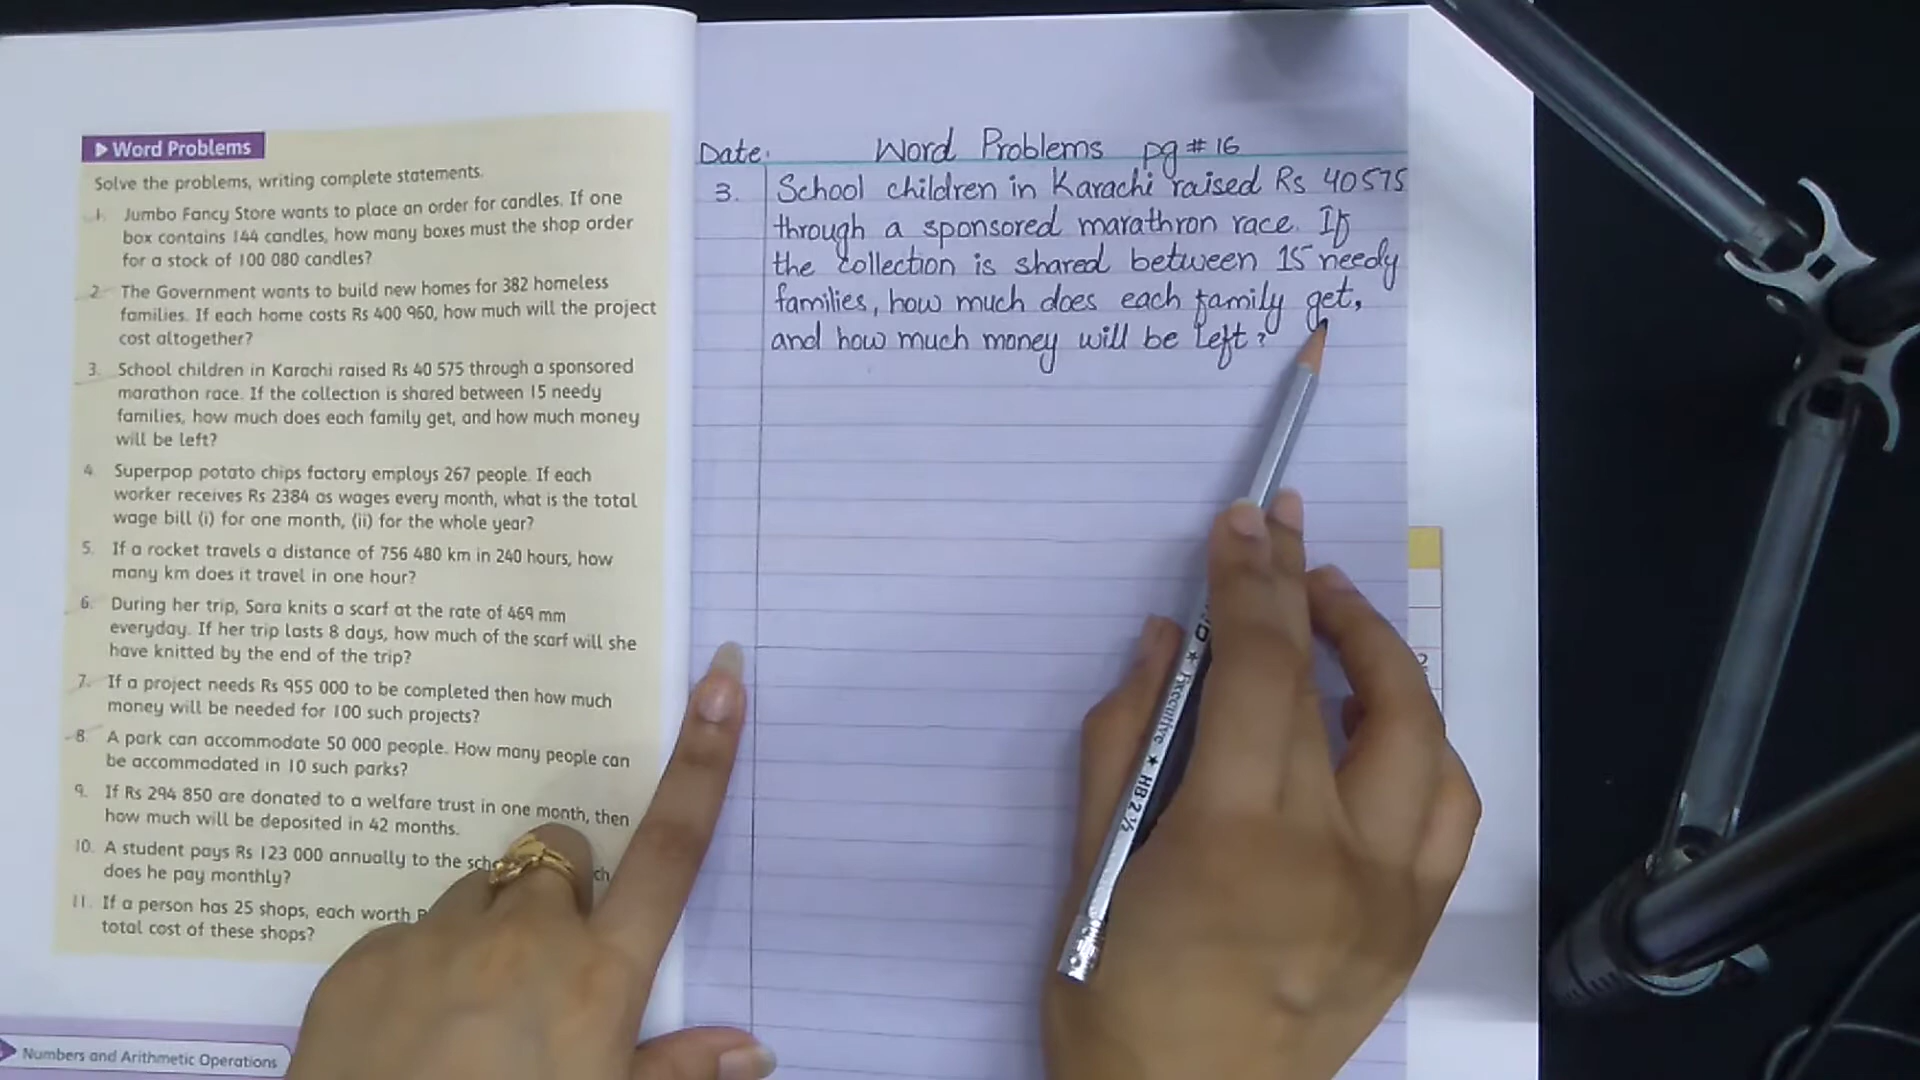 Word Problems
Solve the problems, writing complete statements.
1. Jumbo Fancy Store wants to place an order for candles. If one
box contains 144 candles, how many boxes must the shop order
for a stock of 100 080 candles?
2. The Government wants to build new homes for 382 homeless
families. If each home costs Rs 400 960, how much will the project
cost altogether?
3. School children in Karachi raised Rs 40 575 through a sponsored
marathon race. If the collection is shared between 15 needy
families, how much does each family get, and how much money
will be left?
4. Superpop potato chips factory employs 267 people. If each
worker receives Rs 2384 as wages every month, what is the total
wage bill (i) for one month, (ii) for the whole year?
5. If a rocket travels a distance of 756 480 km in 240 hours, how
many km does it travel in one hour?
6. During her trip, Sara knits a scarf at the rate of 469 mm
everyday. If her trip lasts 8 days, how much of the scarf will she
have knitted by the end of the trip?
7. If a project needs Rs 955 000 to be completed then how much
money will be needed for 100 such projects?
8. A park can accommodate 50 000 people. How many people can
be accommadated in 10 such parks?
9. If Rs 294 850 are donated to a welfare trust in one month, then
how much will be deposited in 42 months.
10. A student pays Rs 123 000 annually to the
does he pay monthly?
11. If a person has 25 shops, each worth
total cost of these shops?
Numbers and Arithmetic Operations
Date: Word Problems pg # 16
3. School children in Karachi raised Rs 40575
through a sponsored marathron race. If
the collection is shared between 15 needy
families, how much does each family get,
and how much money will be left?
Executive ★ HB 2 1/2